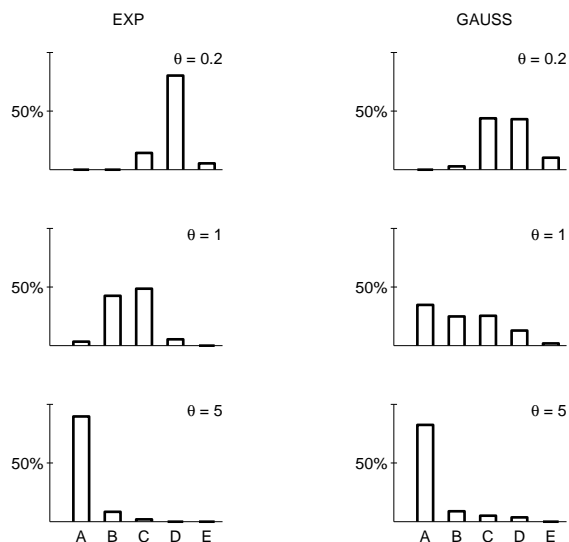 EXP GAUSS
θ = 0.2 θ = 0.2
50% 50%
θ = 1 θ = 1
50% 50%
θ = 5 θ = 5
50% 50%
A B C D E A B C D E